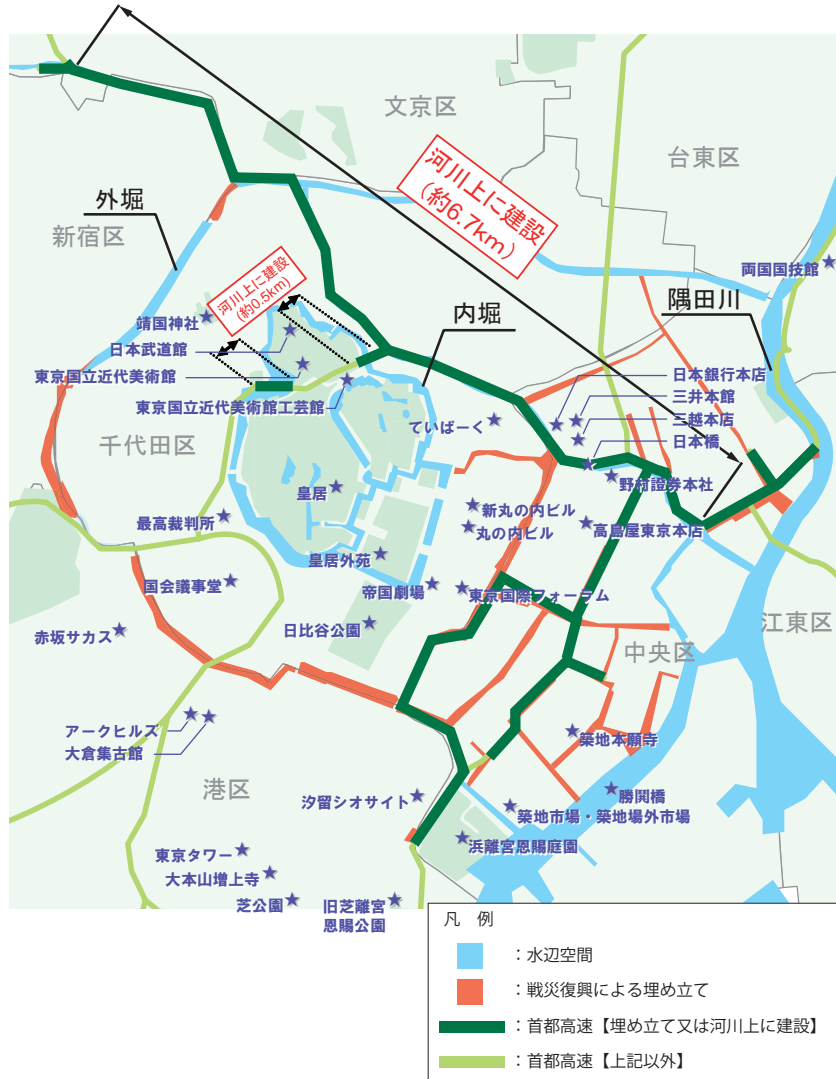 文京区
台東区
河川上に建設
(約6.7km)
外堀
新宿区
両国国技館
河川上に建設
(約0.5km)
隅田川
内堀
靖国神社
日本武道館
東京国立近代美術館
東京国立近代美術館工芸館
日本銀行本店
三井本館
三越本店
日本橋
ていぱーく
千代田区
野村證券本社
皇居
新丸の内ビル
丸の内ビル
高島屋東京本店
最高裁判所
皇居外苑
国会議事堂
帝国劇場
東京国際フォーラム
日比谷公園
赤坂サカス
中央区
江東区
アークヒルズ
大倉集古館
築地本願寺
港区
汐留シオサイト
勝関橋
築地市場・築地場外市場
浜離宮恩賜庭園
東京タワー
大本山増上寺
芝公園
旧芝離宮
恩賜公園
凡 例
:水辺空間
:戦災復興による埋め立て
:首都高速【埋め立て又は河川上に建設】
:首都高速【上記以外】